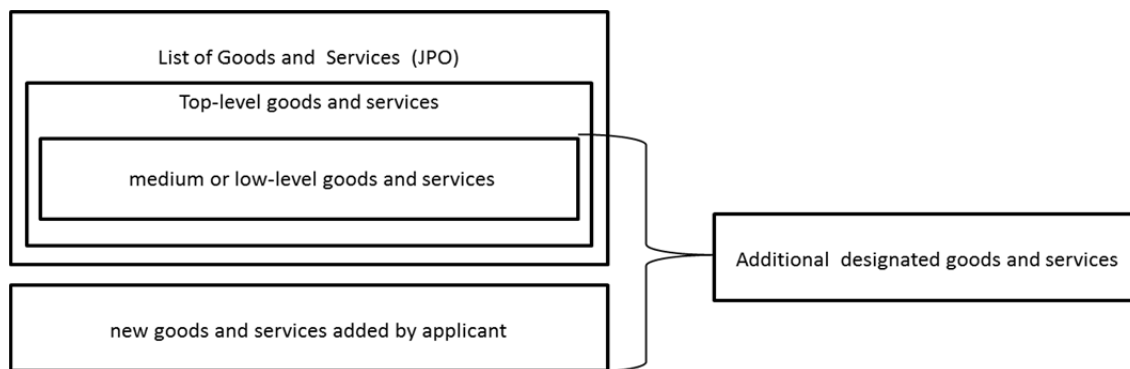 List of Goods and Services (JPO)
Top-level goods and services
medium or low-level goods and services
Additional designated goods and services
new goods and services added by applicant